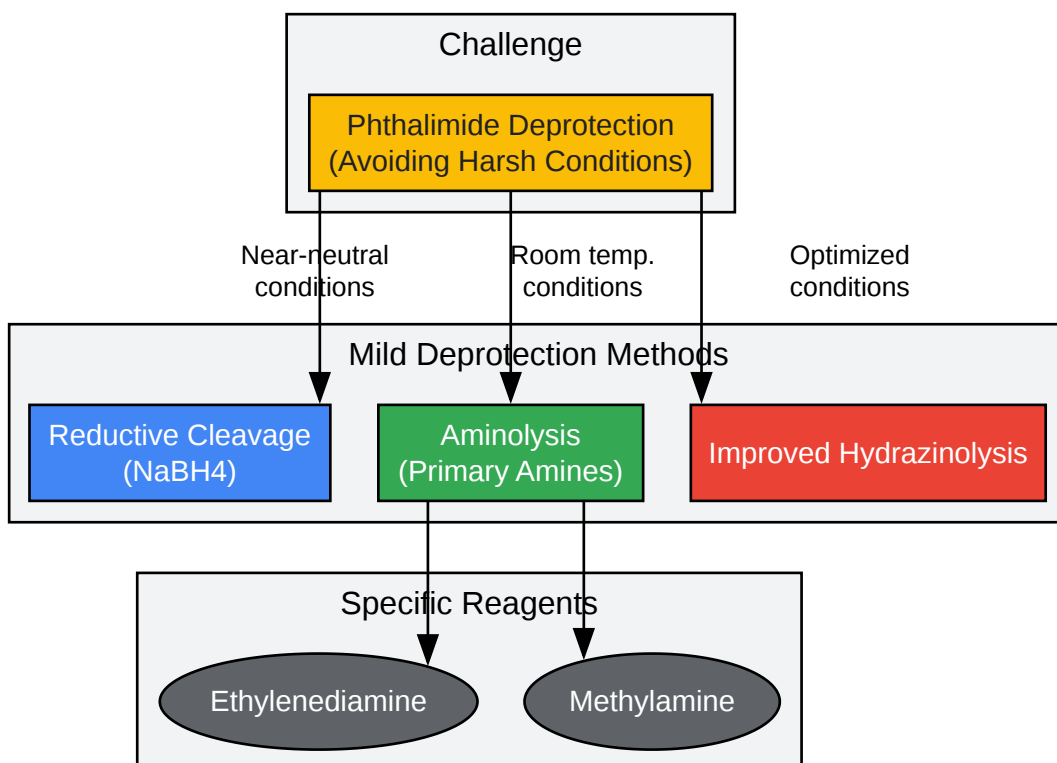 Challenge
Phthalimide Deprotection
(Avoiding Harsh Conditions)
Near-neutral
conditions
Room temp.
conditions
Optimized
conditions
Mild Deprotection Methods
Reductive Cleavage
(NaBH4)
Aminolysis
(Primary Amines)
Improved Hydrazinolysis
Specific Reagents
Ethylenediamine
Methylamine